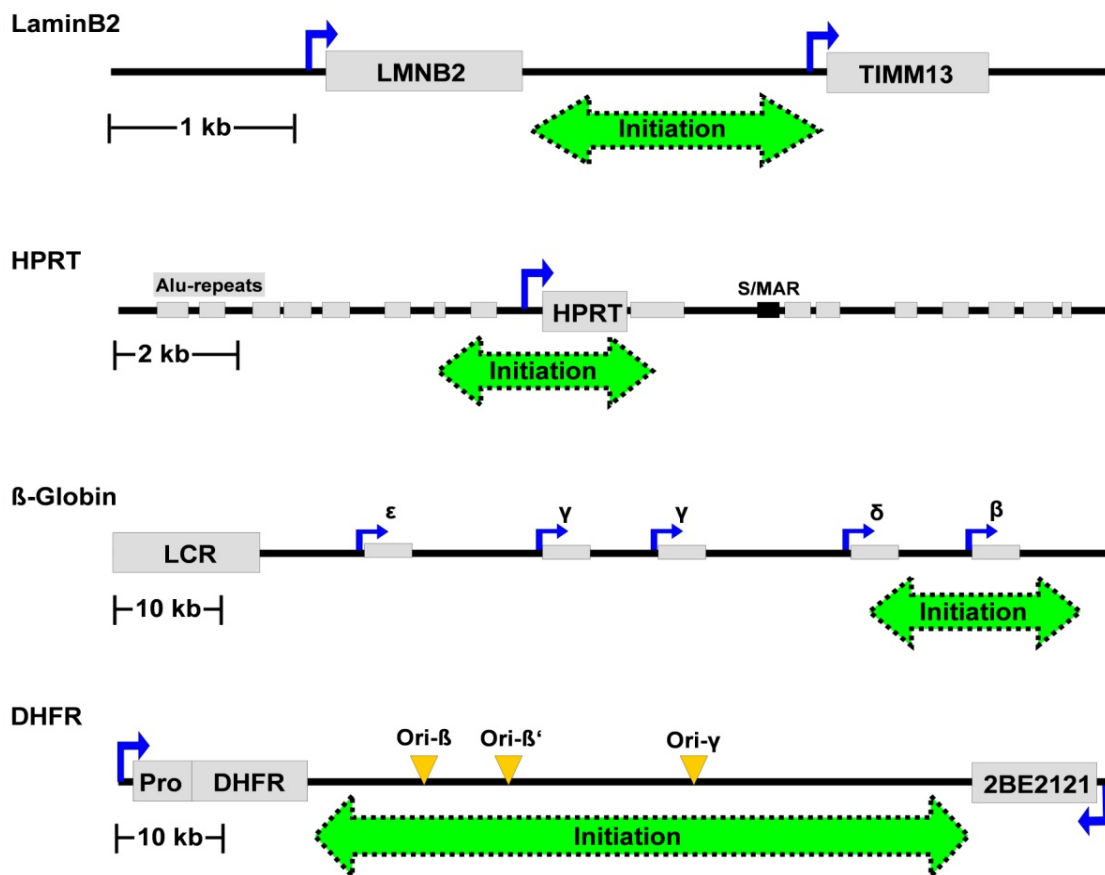 LaminB2
LMNB2
TIMM13
1 kb
Initiation
HPRT
Alu-repeats
S/MAR
HPRT
2 kb
Initiation
ß-Globin
ε γ γ δ β
LCR
10 kb
Initiation
DHFR
Ori-ß Ori-ß‘ Ori-γ
Pro DHFR 2BE2121
10 kb
Initiation